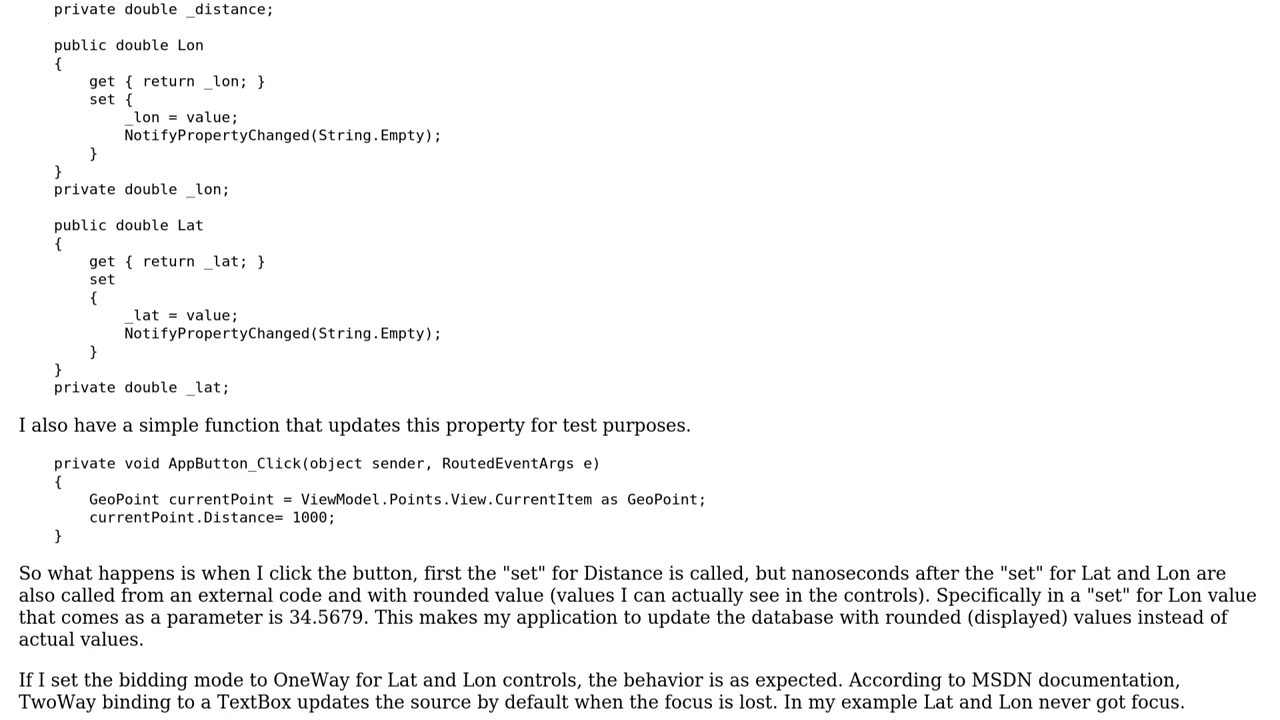 private double _distance;
public double Lon
{
get { return _lon; }
set {
_lon = value;
NotifyPropertyChanged(String.Empty);
}
}
private double _lon;
public double Lat
{
get { return _lat; }
set
{
_lat = value;
NotifyPropertyChanged(String.Empty);
}
}
private double _lat;
I also have a simple function that updates this property for test purposes.
private void AppButton_Click(object sender, RoutedEventArgs e)
{
GeoPoint currentPoint = ViewModel.Points.View.CurrentItem as GeoPoint;
currentPoint.Distance= 1000;
}
So what happens is when I click the button, first the "set" for Distance is called, but nanoseconds after the "set" for Lat and Lon are
also called from an external code and with rounded value (values I can actually see in the controls). Specifically in a "set" for Lon value
that comes as a parameter is 34.5679. This makes my application to update the database with rounded (displayed) values instead of
actual values.
If I set the bidding mode to OneWay for Lat and Lon controls, the behavior is as expected. According to MSDN documentation,
TwoWay binding to a TextBox updates the source by default when the focus is lost. In my example Lat and Lon never got focus.